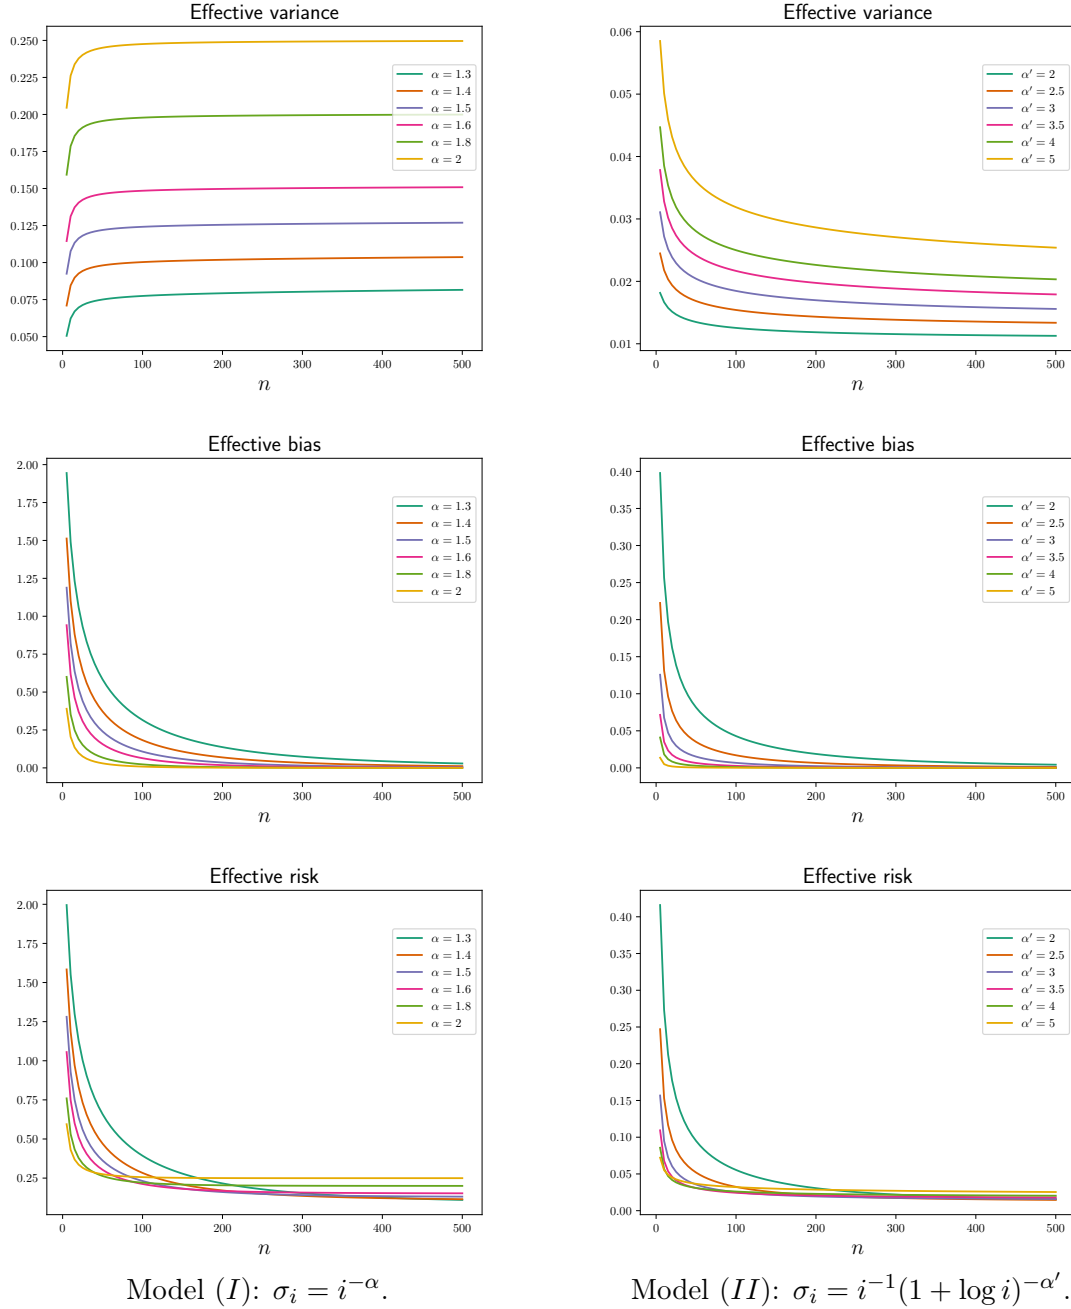 Effective variance
0.250
0.225
0.200
0.175
0.150
0.125
0.100
0.075
0.050
α = 1.3
α = 1.4
α = 1.5
α = 1.6
α = 1.8
α = 2
0 100 200 300 400 500
n
Effective variance
0.06
0.05
0.04
0.03
0.02
0.01
α′ = 2
α′ = 2.5
α′ = 3
α′ = 3.5
α′ = 4
α′ = 5
0 100 200 300 400 500
n
Effective bias
2.00
1.75
1.50
1.25
1.00
0.75
0.50
0.25
0.00
α = 1.3
α = 1.4
α = 1.5
α = 1.6
α = 1.8
α = 2
0 100 200 300 400 500
n
Effective bias
0.40
0.35
0.30
0.25
0.20
0.15
0.10
0.05
0.00
α′ = 2
α′ = 2.5
α′ = 3
α′ = 3.5
α′ = 4
α′ = 5
0 100 200 300 400 500
n
Effective risk
2.00
1.75
1.50
1.25
1.00
0.75
0.50
0.25
α = 1.3
α = 1.4
α = 1.5
α = 1.6
α = 1.8
α = 2
0 100 200 300 400 500
n
Effective risk
0.40
0.35
0.30
0.25
0.20
0.15
0.10
0.05
0.00
α′ = 2
α′ = 2.5
α′ = 3
α′ = 3.5
α′ = 4
α′ = 5
0 100 200 300 400 500
n
Model (I): σ_i = i^{−α}.
Model (II): σ_i = i^{−1}(1 + log i)^{−α′}.